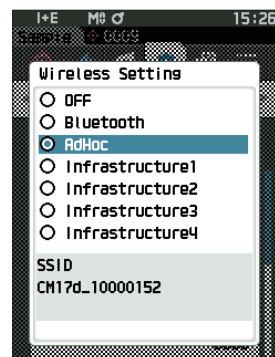 I+E M0 15:26
Sample 0009
Wireless Setting
OFF
Bluetooth
AdHoc
Infrastructure1
Infrastructure2
Infrastructure3
Infrastructure4
SSID
CM17d_10000152